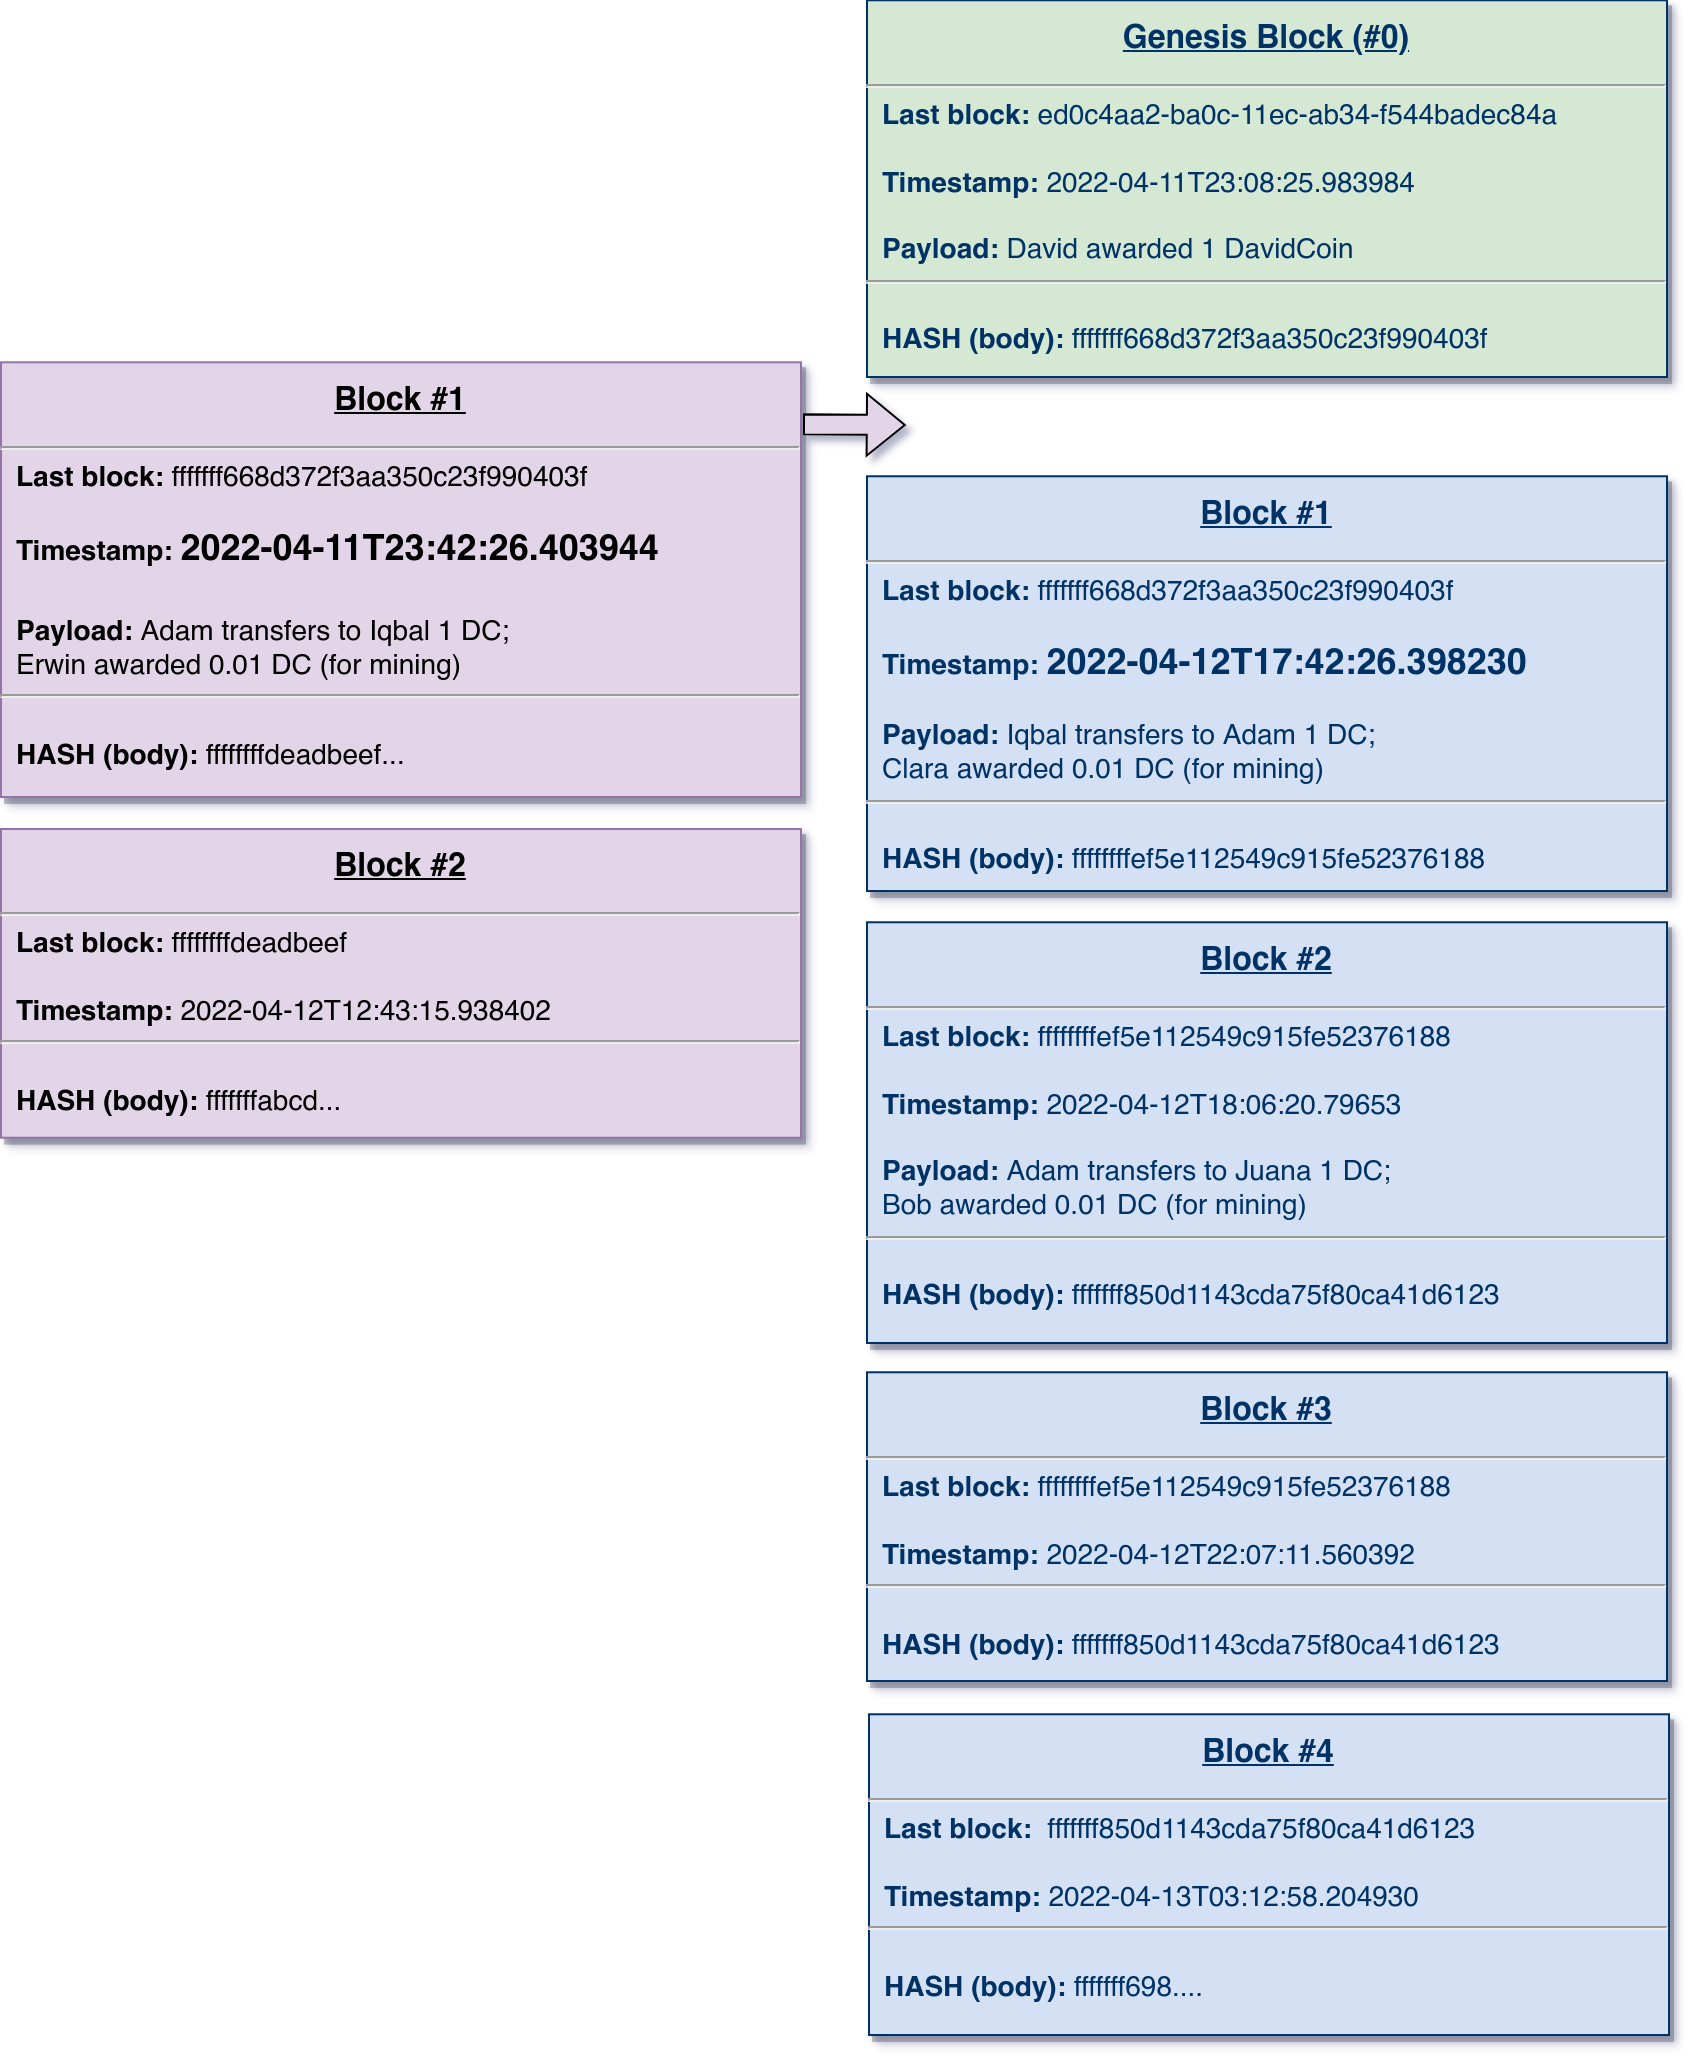 Genesis Block (#0)
Last block: ed0c4aa2-ba0c-11ec-ab34-f544badec84a
Timestamp: 2022-04-11T23:08:25.983984
Payload: David awarded 1 DavidCoin
HASH (body): fffffff668d372f3aa350c23f990403f
Block #1
Last block: fffffff668d372f3aa350c23f990403f
Timestamp: 2022-04-11T23:42:26.403944
Payload: Adam transfers to Iqbal 1 DC;
Erwin awarded 0.01 DC (for mining)
HASH (body): ffffffffdeadbeef...
Block #2
Last block: ffffffffdeadbeef
Timestamp: 2022-04-12T12:43:15.938402
HASH (body): fffffffabcd...
Block #1
Last block: fffffff668d372f3aa350c23f990403f
Timestamp: 2022-04-12T17:42:26.398230
Payload: Iqbal transfers to Adam 1 DC;
Clara awarded 0.01 DC (for mining)
HASH (body): ffffffffef5e112549c915fe52376188
Block #2
Last block: ffffffffef5e112549c915fe52376188
Timestamp: 2022-04-12T18:06:20.79653
Payload: Adam transfers to Juana 1 DC;
Bob awarded 0.01 DC (for mining)
HASH (body): fffffff850d1143cda75f80ca41d6123
Block #3
Last block: ffffffffef5e112549c915fe52376188
Timestamp: 2022-04-12T22:07:11.560392
HASH (body): fffffff850d1143cda75f80ca41d6123
Block #4
Last block: fffffff850d1143cda75f80ca41d6123
Timestamp: 2022-04-13T03:12:58.204930
HASH (body): fffffff698....